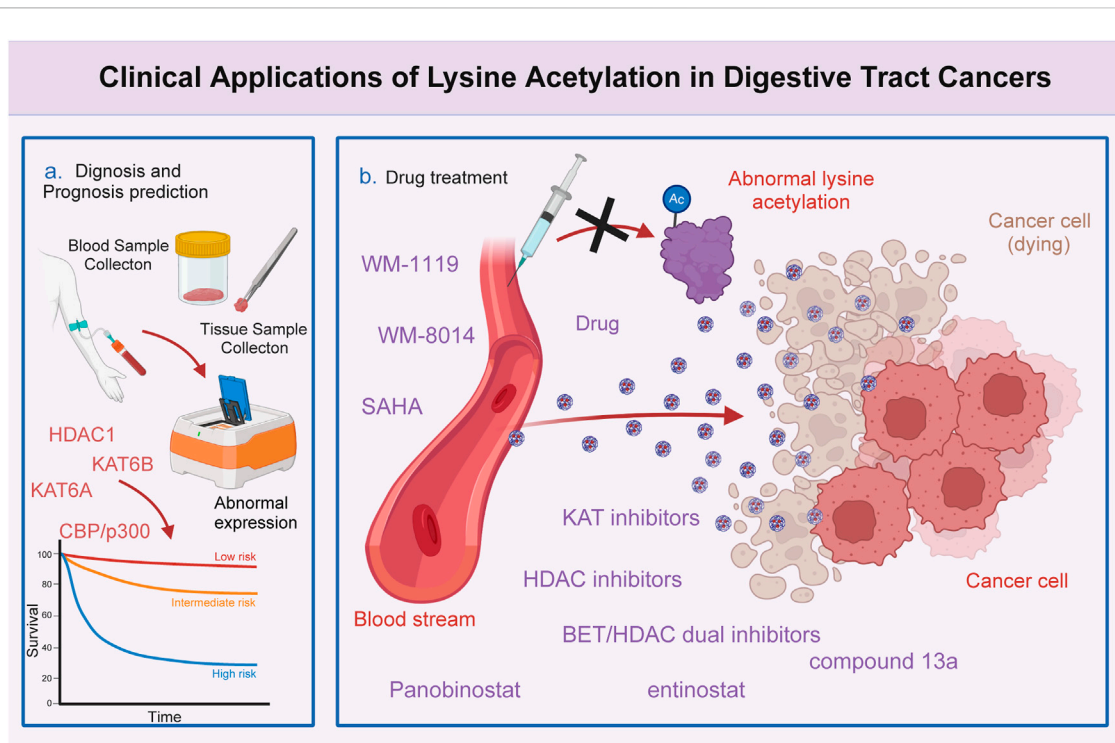 Clinical Applications of Lysine Acetylation in Digestive Tract Cancers
a. Dignosis and
Prognosis prediction
Blood Sample
Collecton
Tissue Sample
Collecton
HDAC1
KAT6B
KAT6A
CBP/p300
Abnormal
expression
100
80
60
40
20
0
Survival
Low risk
Intermediate risk
High risk
Time
b. Drug treatment
Ac
Abnormal lysine
acetylation
Cancer cell
(dying)
WM-1119
WM-8014
SAHA
Drug
Blood stream
KAT inhibitors
HDAC inhibitors
Cancer cell
BET/HDAC dual inhibitors
compound 13a
Panobinostat
entinostat